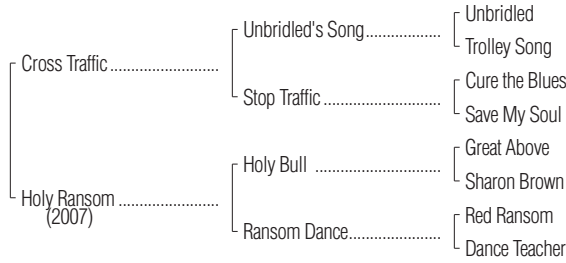 Unbridled
Unbridled's Song
Trolley Song
Cross Traffic
Cure the Blues
Stop Traffic
Save My Soul
Great Above
Holy Bull
Sharon Brown
Holy Ransom
(2007)
Red Ransom
Ransom Dance
Dance Teacher